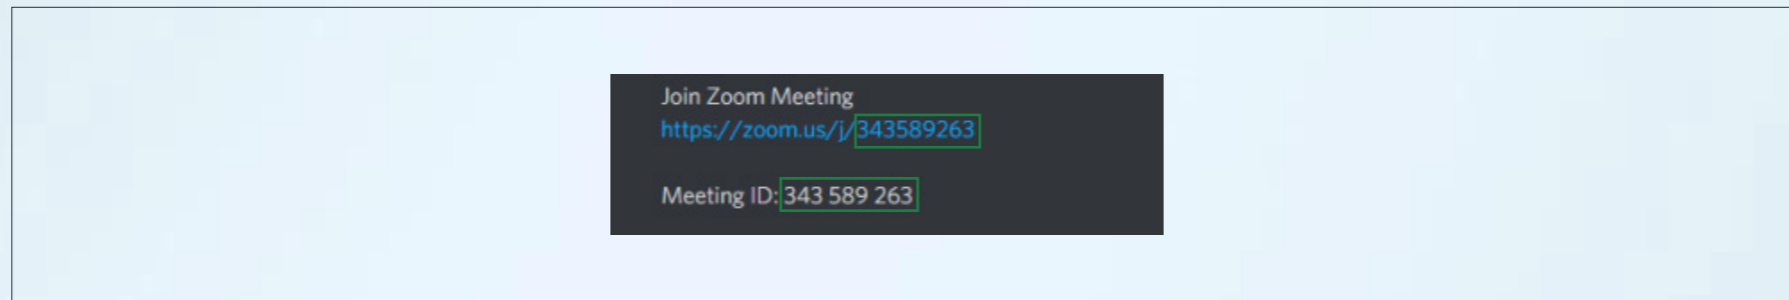 Join Zoom Meeting
https://zoom.us/j/343589263
Meeting ID: 343 589 263